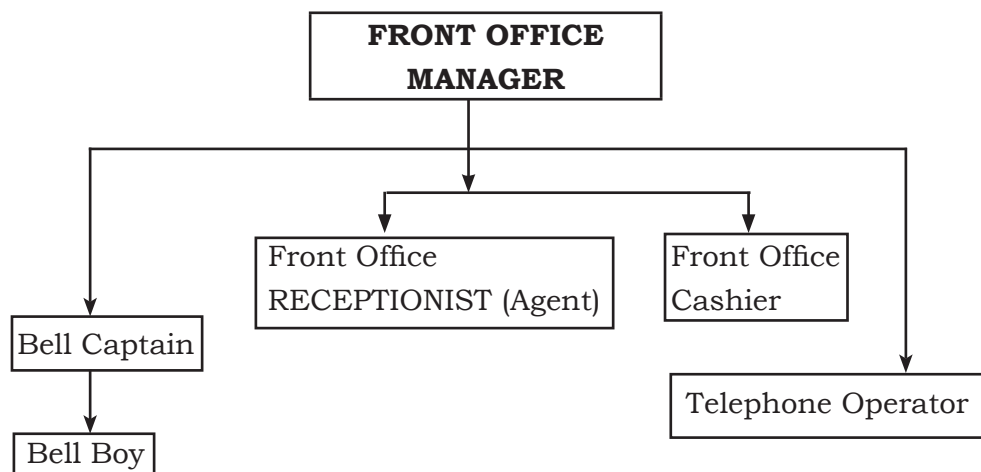 FRONT OFFICE
MANAGER
Front Office
RECEPTIONIST (Agent)
Front Office
Cashier
Bell Captain
Telephone Operator
Bell Boy